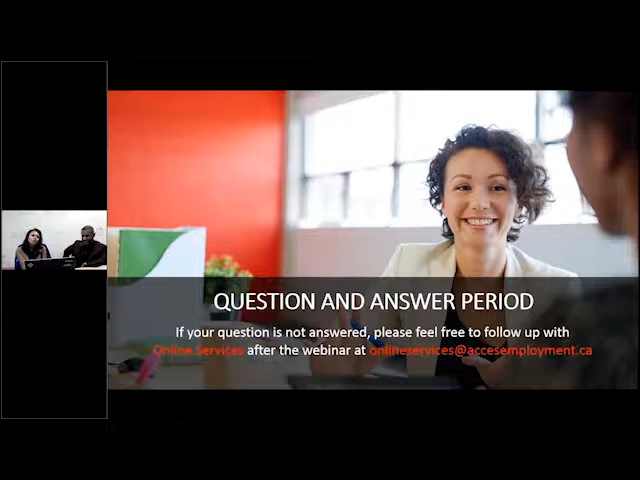 QUESTION AND ANSWER PERIOD
If your question is not answered, please feel free to follow up with
Online Services after the webinar at onlineservices@accesemployment.ca